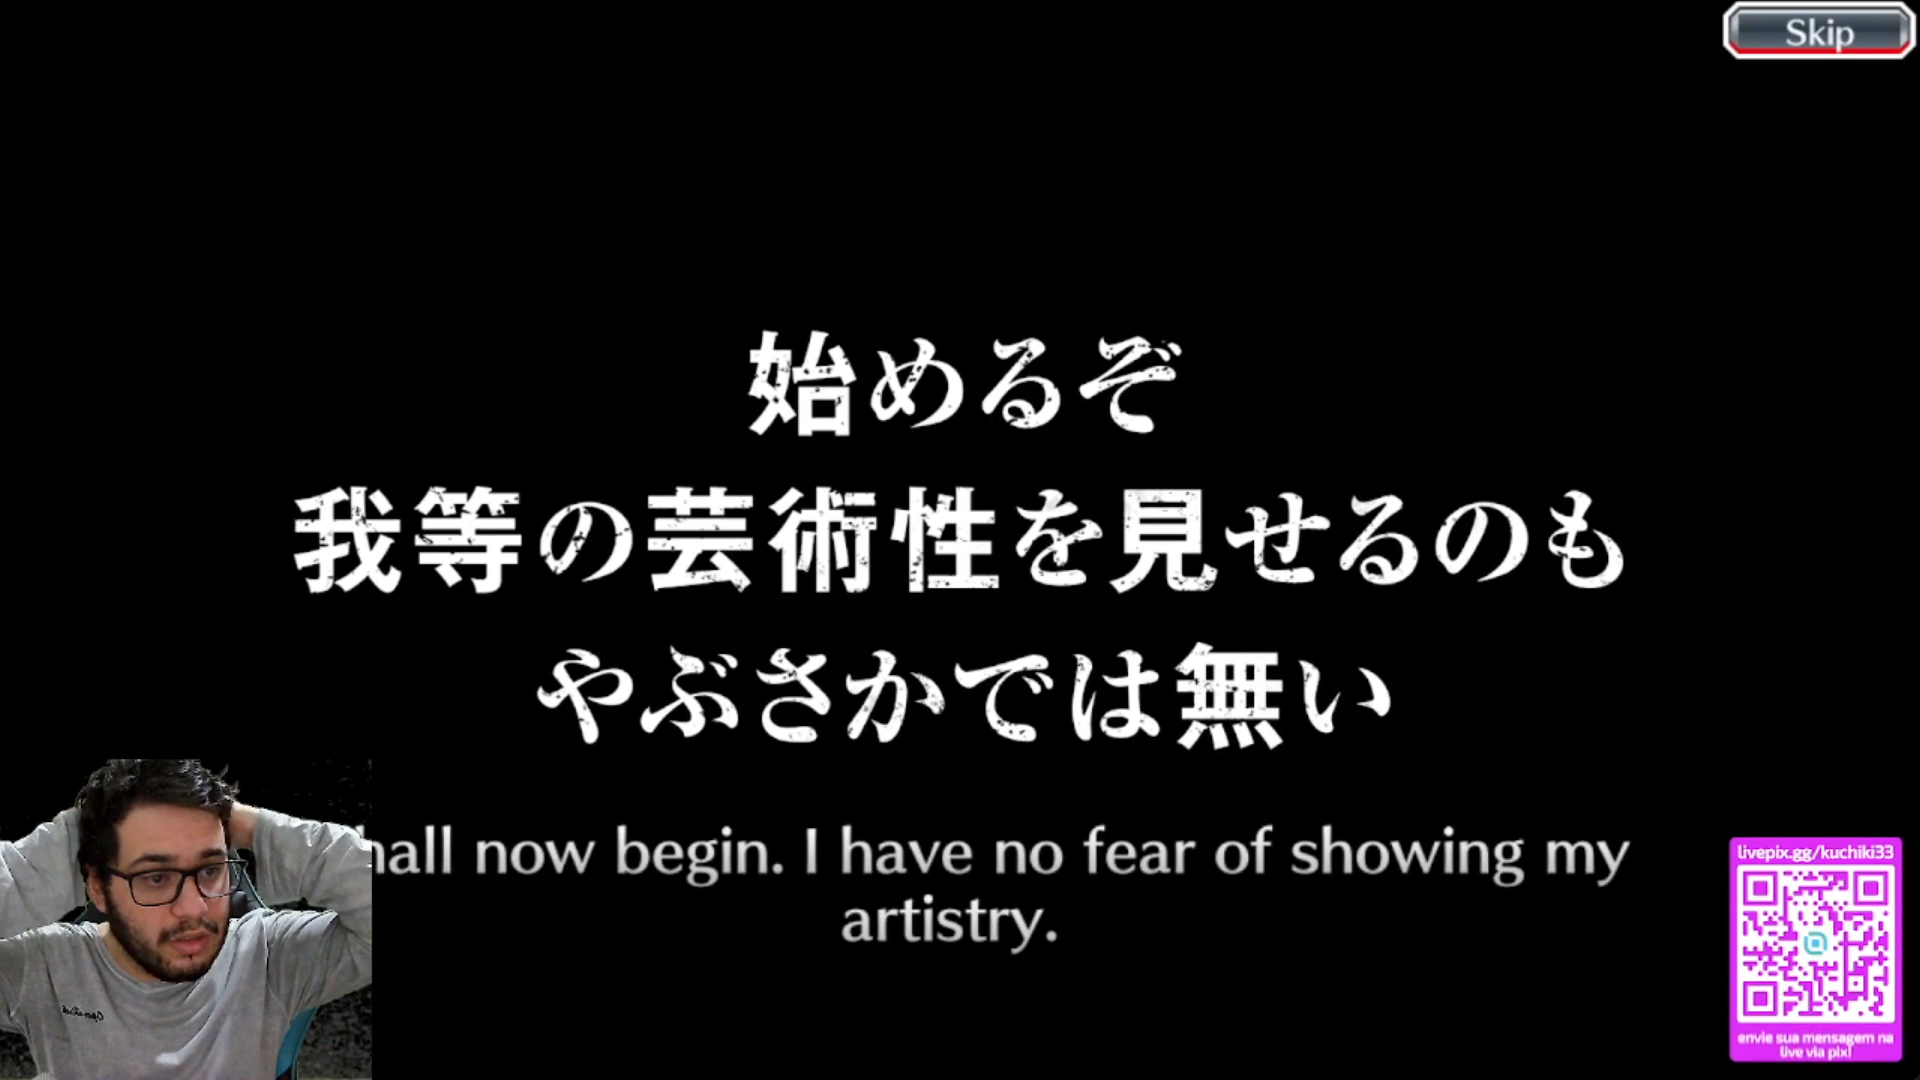 Skip
始めるぞ
我等の芸術性を見せるのも
やぶさかでは無い
hall now begin. I have no fear of showing my
artistry.
livepix.gg/kuchiki33
envie sua mensagem na
live via pix!